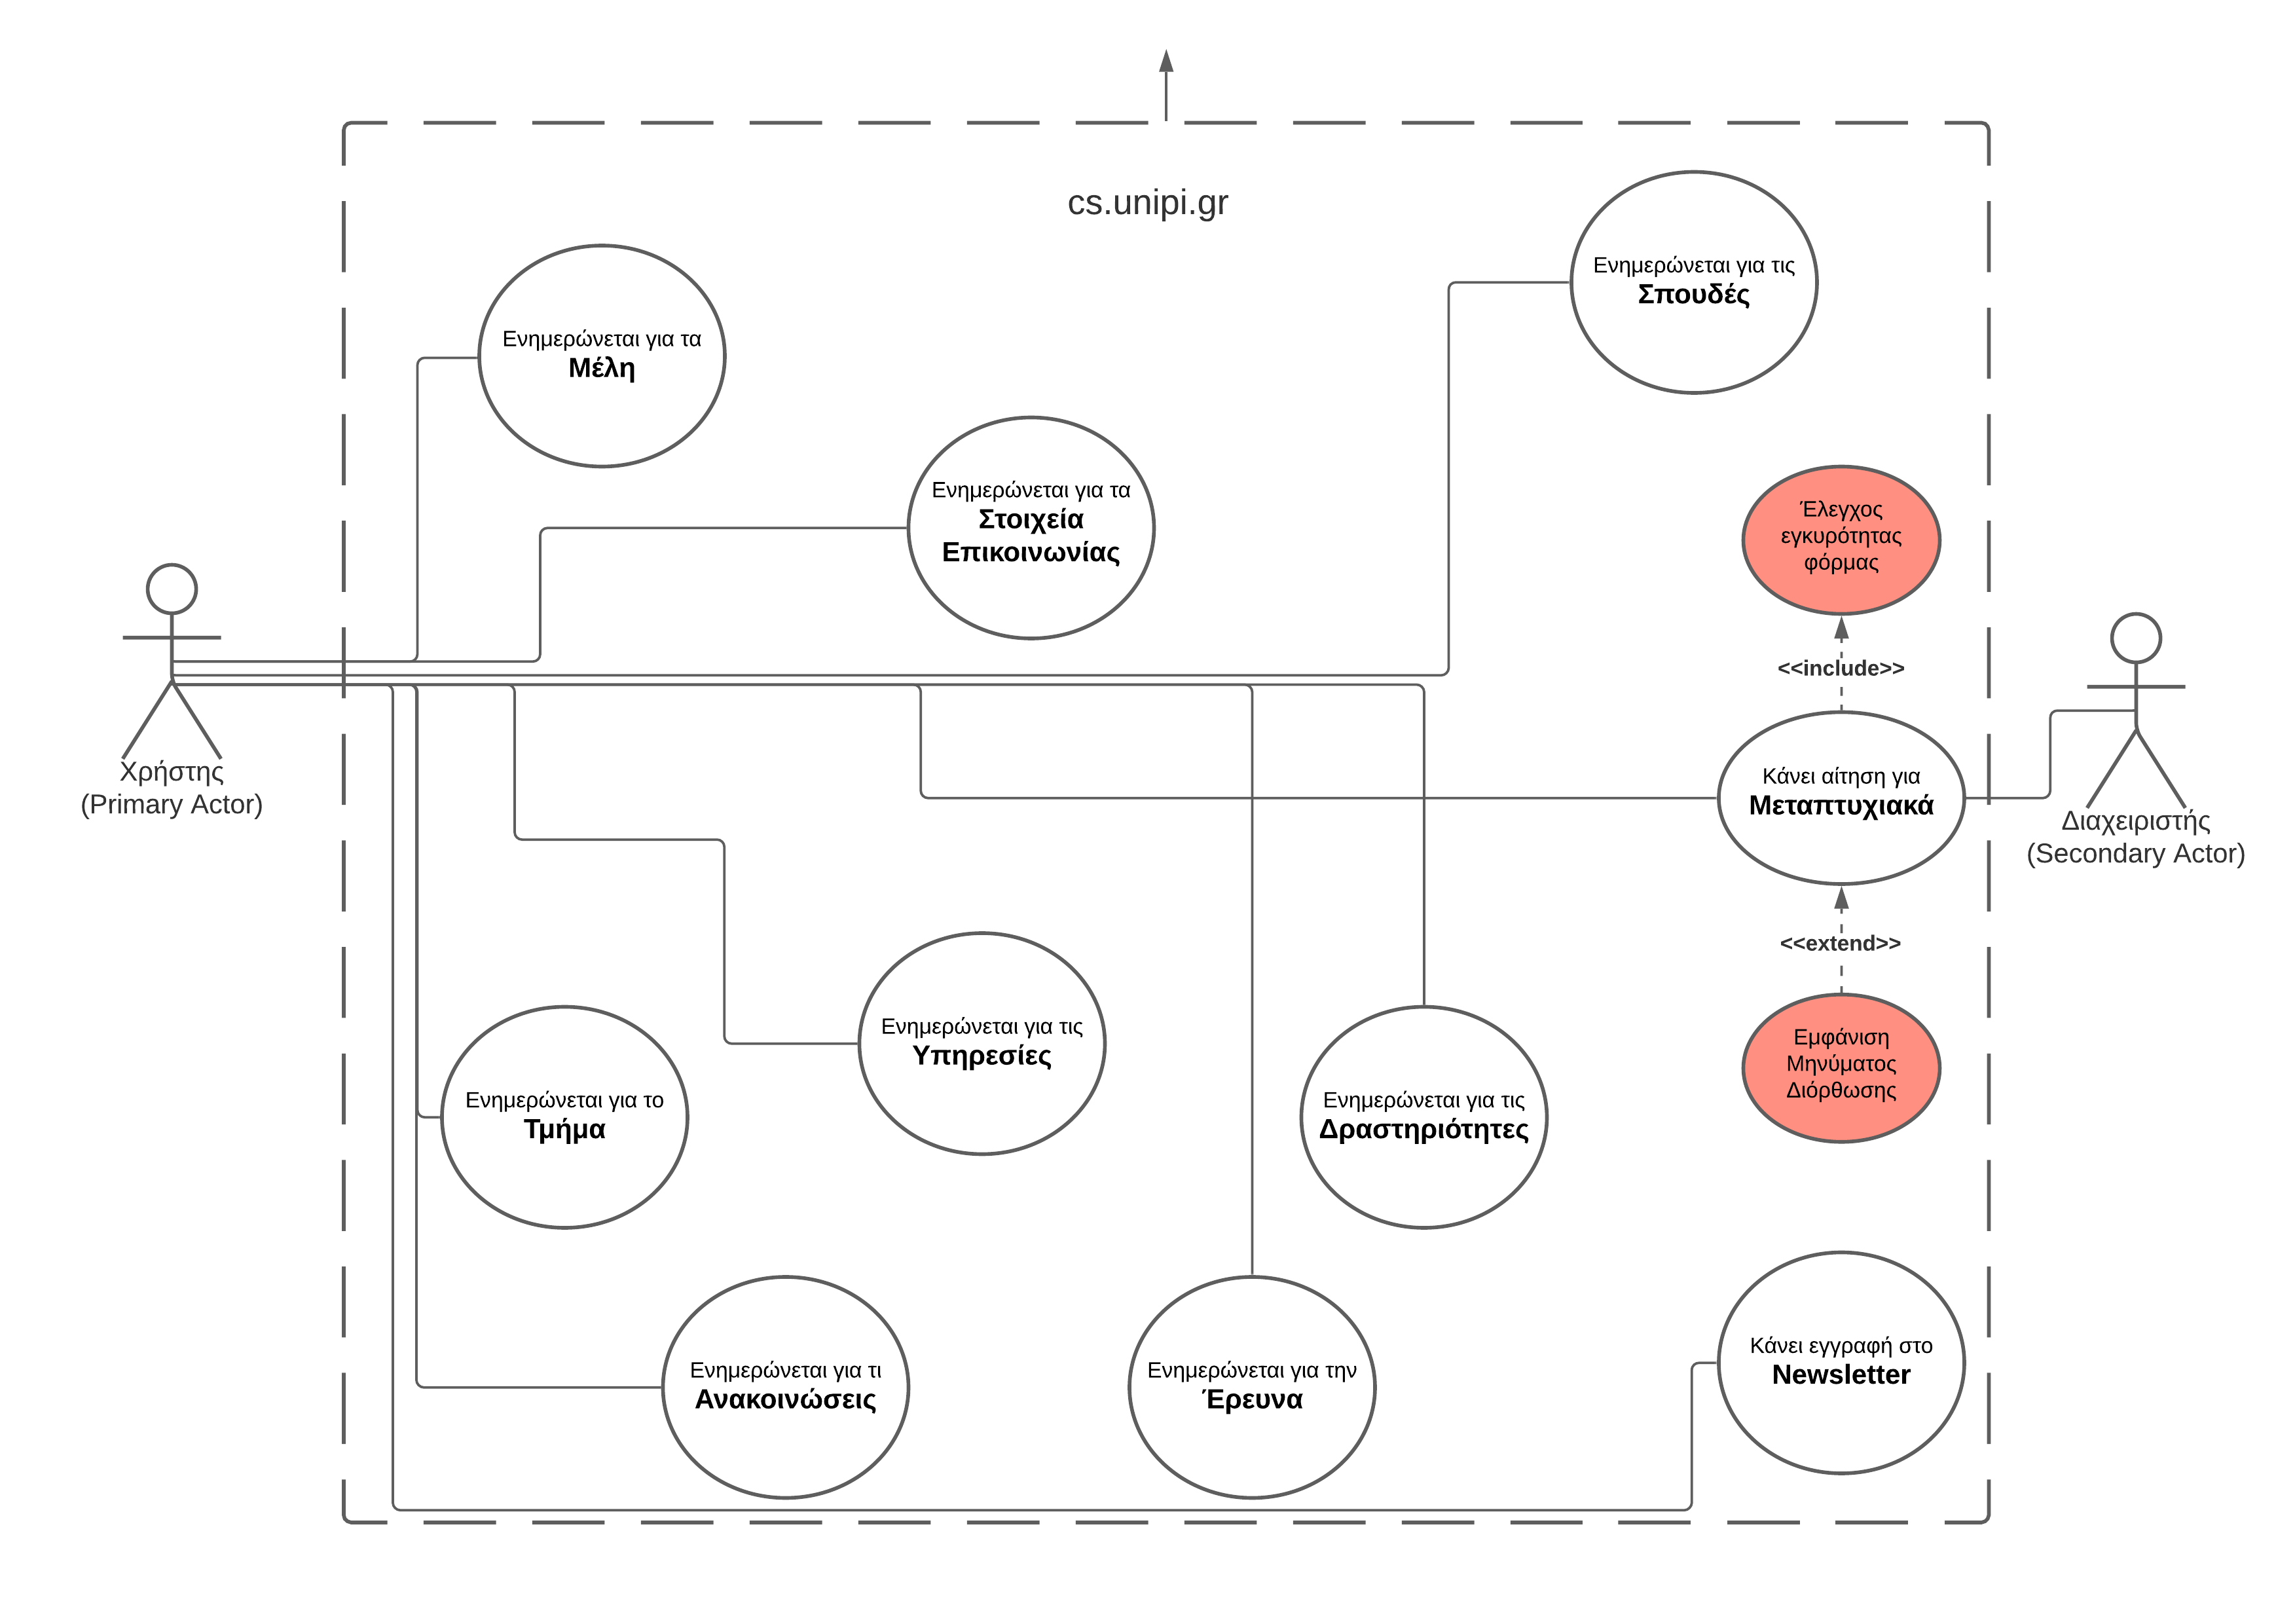 cs.unipi.gr
Ενημερώνεται για τις
Σπουδές
Ενημερώνεται για τα
Μέλη
Ενημερώνεται για τα
Στοιχεία
Επικοινωνίας
Έλεγχος
εγκυρότητας
φόρμας
<<include>>
Χρήστης
(Primary Actor)
Κάνει αίτηση για
Μεταπτυχιακά
Διαχειριστής
(Secondary Actor)
<<extend>>
Ενημερώνεται για τις
Υπηρεσίες
Εμφάνιση
Μηνύματος
Διόρθωσης
Ενημερώνεται για το
Τμήμα
Ενημερώνεται για τις
Δραστηριότητες
Ενημερώνεται για τι
Ανακοινώσεις
Ενημερώνεται για την
Έρευνα
Κάνει εγγραφή στο
Newsletter